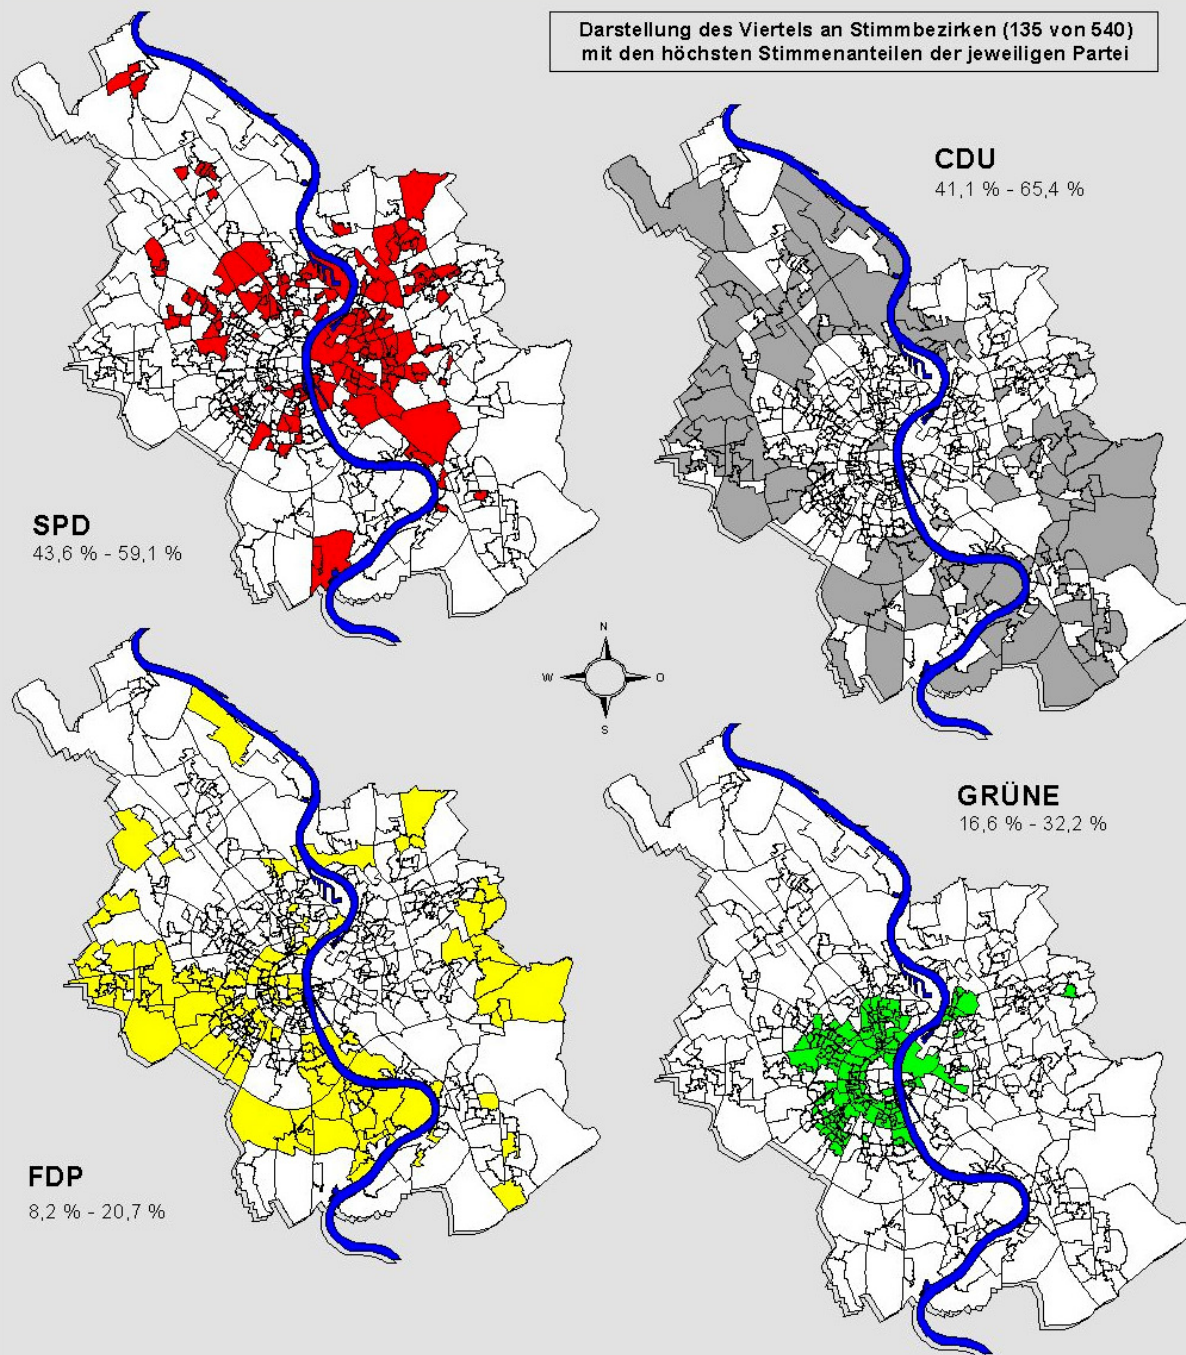 Darstellung des Viertels an Stimmbezirken (135 von 540)
mit den höchsten Stimmenanteilen der jeweiligen Partei
CDU
41,1 % - 65,4 %
SPD
43,6 % - 59,1 %
N
W
O
S
GRÜNE
16,6 % - 32,2 %
FDP
8,2 % - 20,7 %